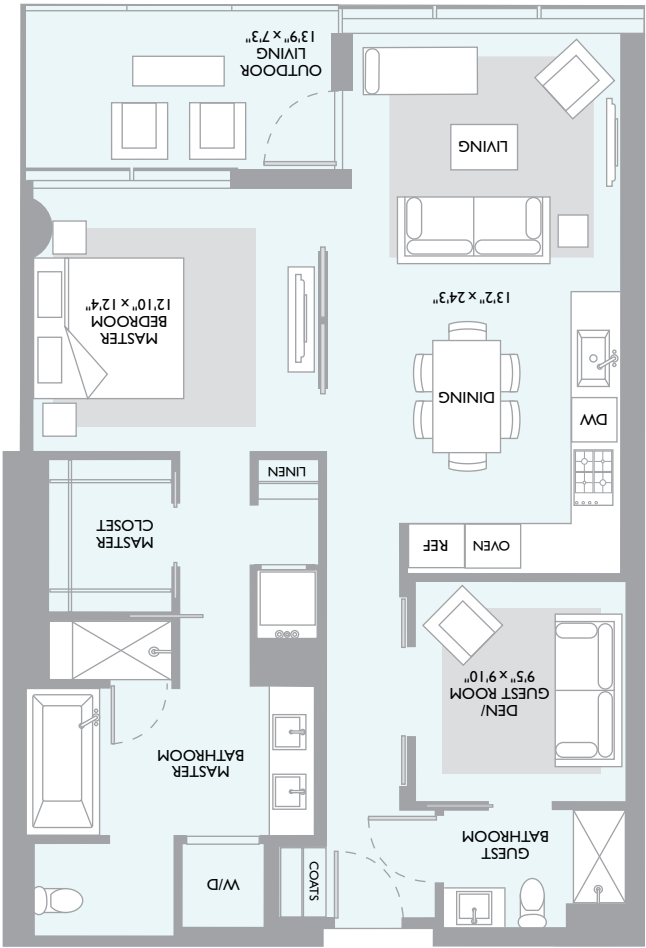 COATS
W/D
GUEST
BATHROOM
MASTER
BATHROOM
DEN/
GUEST ROOM
9'5" x 9'10"
OVEN
REF
MASTER
CLOSET
LINEN
DW
DINING
MASTER
BEDROOM
12'10" x 12'4"
13'2" x 24'3"
LIVING
OUTDOOR
LIVING
13'9" x 7'3"